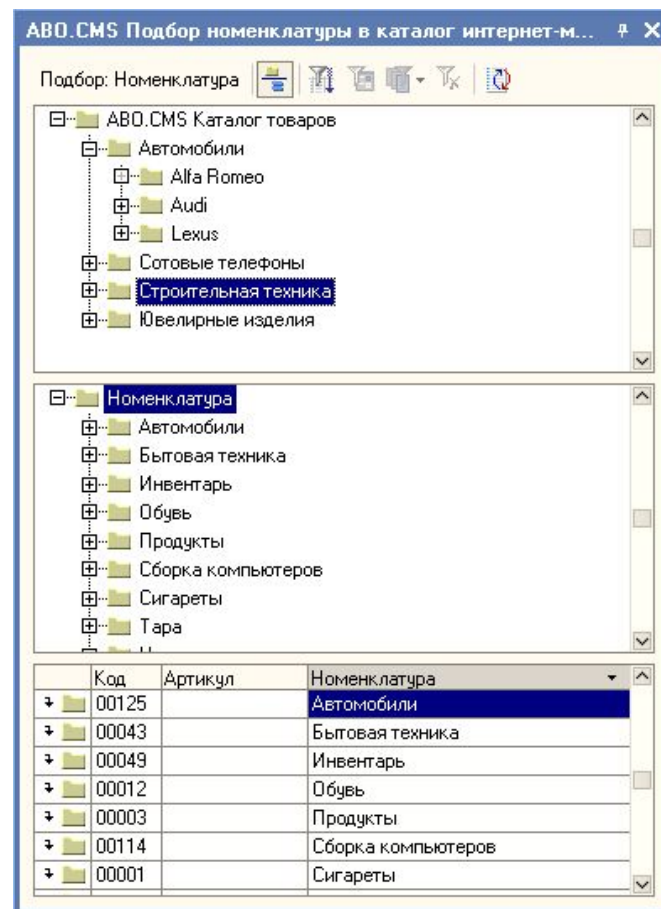 АВО.CMS Подбор номенклатуры в каталог интернет-м...
Подбор: Номенклатура
АВО.CMS Каталог товаров
Автомобили
Alfa Romeo
Audi
Lexus
Сотовые телефоны
Строительная техника
Ювелирные изделия
Номенклатура
Автомобили
Бытовая техника
Инвентарь
Обувь
Продукты
Сборка компьютеров
Сигареты
Тара
Код Артикул Номенклатура
00125 Автомобили
00043 Бытовая техника
00049 Инвентарь
00012 Обувь
00003 Продукты
00114 Сборка компьютеров
00001 Сигареты